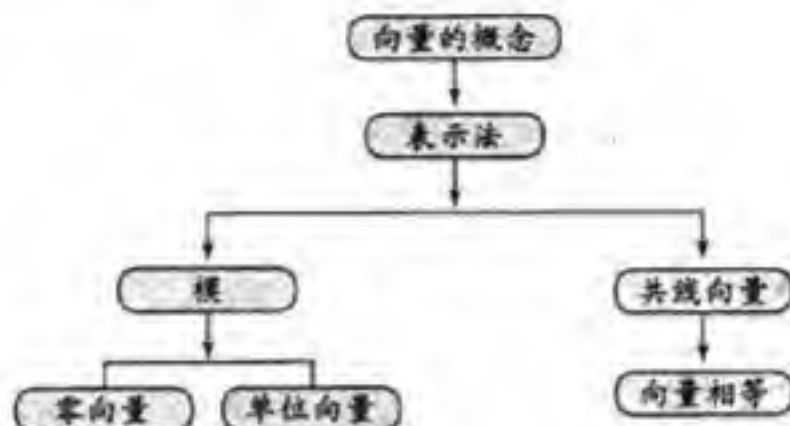 向量的概念
表示法
模
共线向量
零向量
单位向量
向量相等